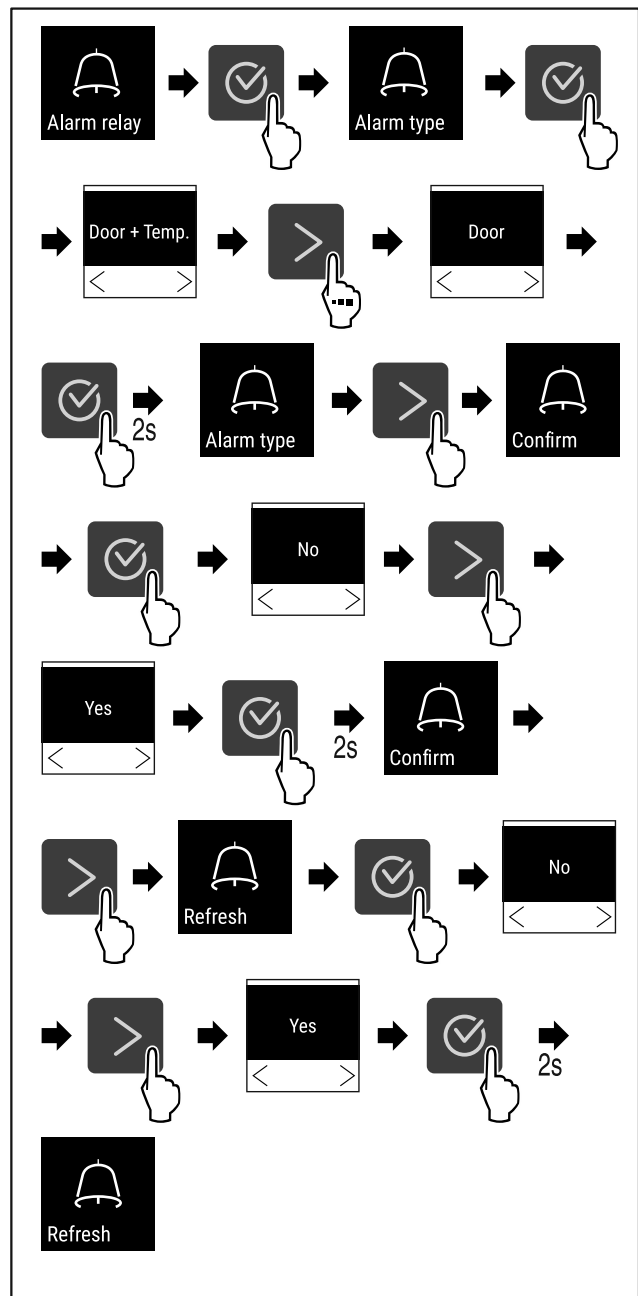 Alarm relay
Alarm type
Door + Temp.
Door
2s
Alarm type
Confirm
No
Yes
2s
Confirm
Refresh
No
Yes
2s
Refresh